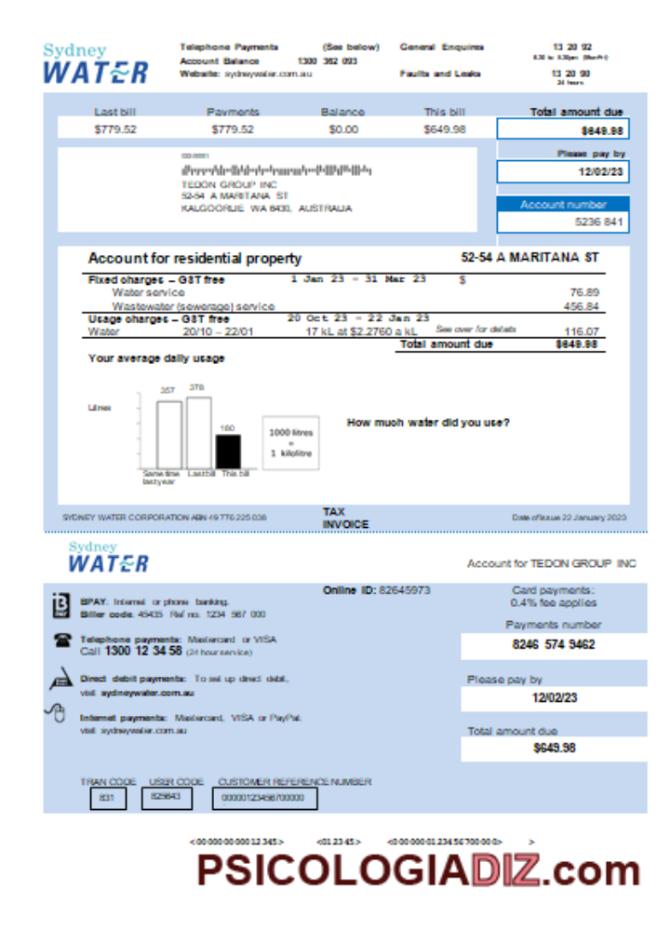 Sydney
WATER
Telephone Payments (See below) General Enquires 13 20 92
8.30 to 5.30pm (Mon-Fri)
Account Balance 1300 362 093
Website: sydneywater.com.au Faults and Leaks 13 20 90
24 hours
Last bill Payments Balance This bill Total amount due
$779.52 $779.52 $0.00 $649.98 $649.98
Please pay by
12/02/23
TEDON GROUP INC
52-54 A MARITANA ST
KALGOORLIE, WA 6430, AUSTRALIA
Account number
5236 841
Account for residential property 52-54 A MARITANA ST
Fixed charges – GST free 1 Jan 23 – 31 Mar 23 $
Water service 76.89
Wastewater (sewerage) service 456.84
Usage charges – GST free 20 Oct 23 – 22 Jan 23
Water 20/10 – 22/01 17 kL at $2.2760 a kL See over for details 116.07
Total amount due $649.98
Your average daily usage
357 378 180
Litres
How much water did you use?
1000 litres
=
1 kilolitre
Same time last year Last bill This bill
SYDNEY WATER CORPORATION ABN 49 776 225 038 TAX INVOICE Date of issue 22 January 2023
Sydney
WATER
Account for TEDON GROUP INC
Online ID: 82645973
Card payments:
0.4% fee applies
BPAY: Internet or phone banking.
Biller code. 45435 Ref no. 1234 567 000
Payments number
8246 574 9462
Telephone payments: Mastercard or VISA
Call 1300 12 34 58 (24 hour service)
Direct debit payments: To set up direct debit,
visit sydneywater.com.au
Please pay by
12/02/23
Internet payments: Mastercard, VISA or PayPal.
visit sydneywater.com.au
Total amount due
$649.98
TRAN CODE USER CODE CUSTOMER REFERENCE NUMBER
831 825643 00000123456700000
<00000000012345> <012345> <0000000123456700000> >
PSICOLOGIADIZ.com